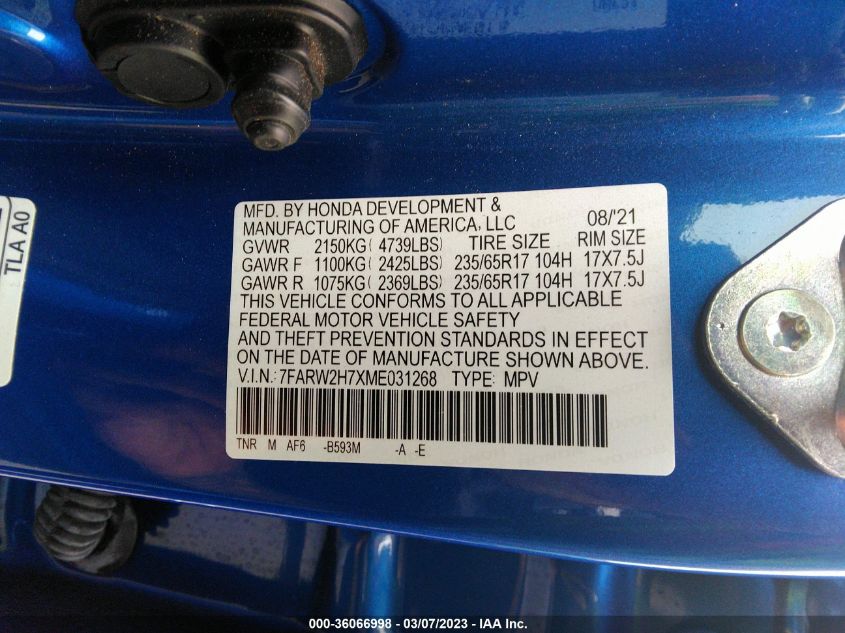 TLA A0
MFD. BY HONDA DEVELOPMENT &
MANUFACTURING OF AMERICA, LLC 08/'21
GVWR 2150KG( 4739LBS) TIRE SIZE RIM SIZE
GAWR F 1100KG( 2425LBS) 235/65R17 104H 17X7.5J
GAWR R 1075KG( 2369LBS) 235/65R17 104H 17X7.5J
THIS VEHICLE CONFORMS TO ALL APPLICABLE
FEDERAL MOTOR VEHICLE SAFETY
AND THEFT PREVENTION STANDARDS IN EFFECT
ON THE DATE OF MANUFACTURE SHOWN ABOVE.
V.I.N.: 7FARW2H7XME031268 TYPE: MPV
TNR M AF6 -B593M -A -E
000-36066998 — 03/07/2023 — IAA Inc.